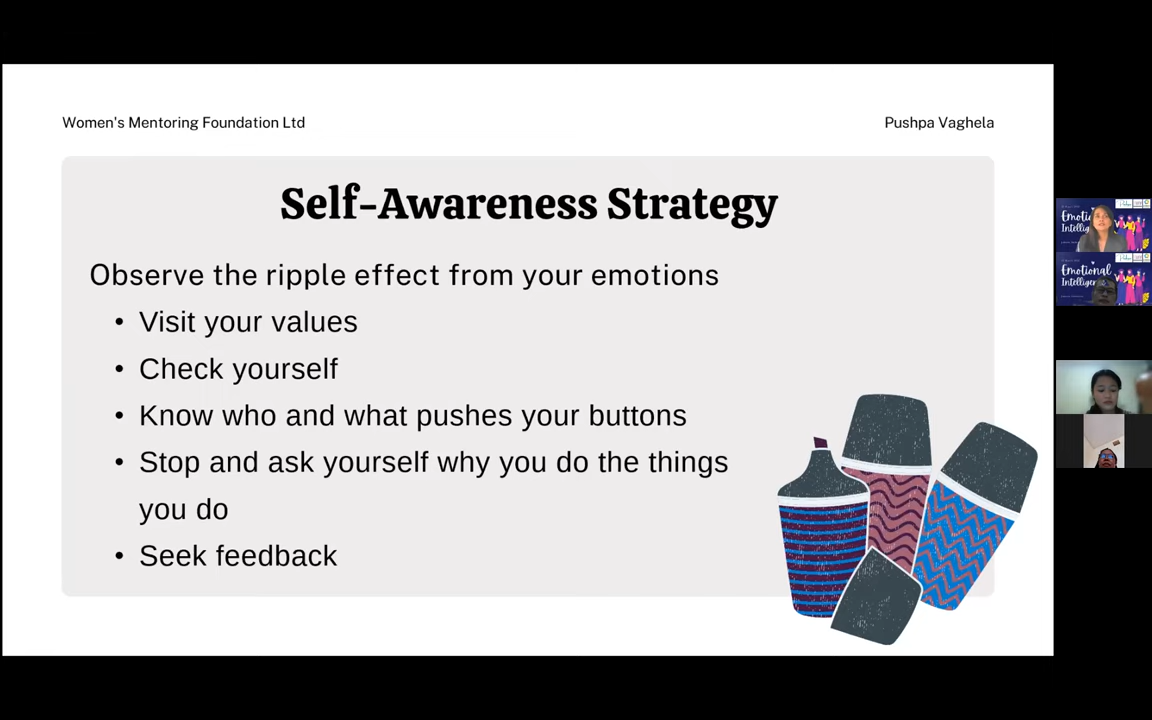 Women's Mentoring Foundation Ltd
Pushpa Vaghela
Self-Awareness Strategy
Observe the ripple effect from your emotions
• Visit your values
• Check yourself
• Know who and what pushes your buttons
• Stop and ask yourself why you do the things
you do
• Seek feedback
Emotional